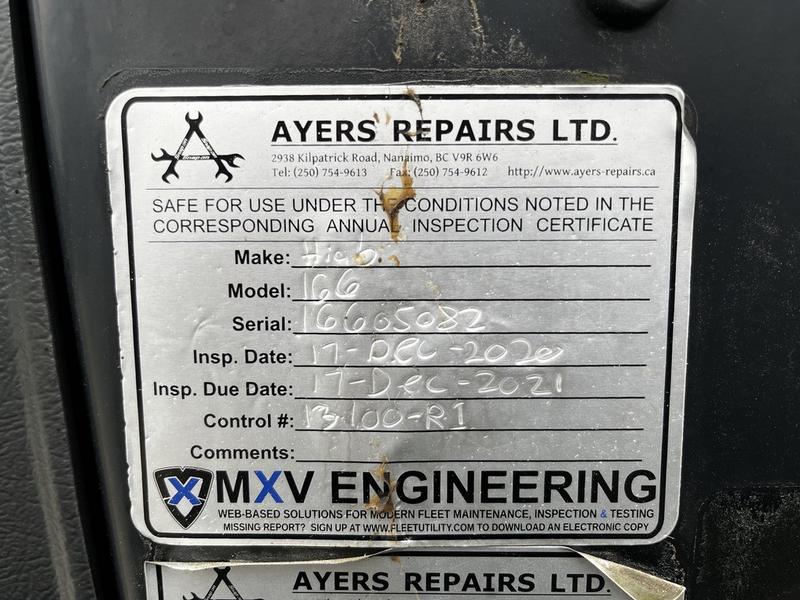 AYERS REPAIRS LTD.
2938 Kilpatrick Road, Nanaimo, BC V9R 6W6
Tel: (250) 754-9613 Fax: (250) 754-9612 http://www.ayers-repairs.ca
SAFE FOR USE UNDER THE CONDITIONS NOTED IN THE
CORRESPONDING ANNUAL INSPECTION CERTIFICATE
Make: Hiab
Model: 166
Serial: 16605082
Insp. Date: 17-Dec-2020
Insp. Due Date: 17-Dec-2021
Control #: 13100-RI
Comments:
X MXV ENGINEERING
WEB-BASED SOLUTIONS FOR MODERN FLEET MAINTENANCE, INSPECTION & TESTING
MISSING REPORT? SIGN UP AT WWW.FLEETUTILITY.COM TO DOWNLOAD AN ELECTRONIC COPY
AYERS REPAIRS LTD.